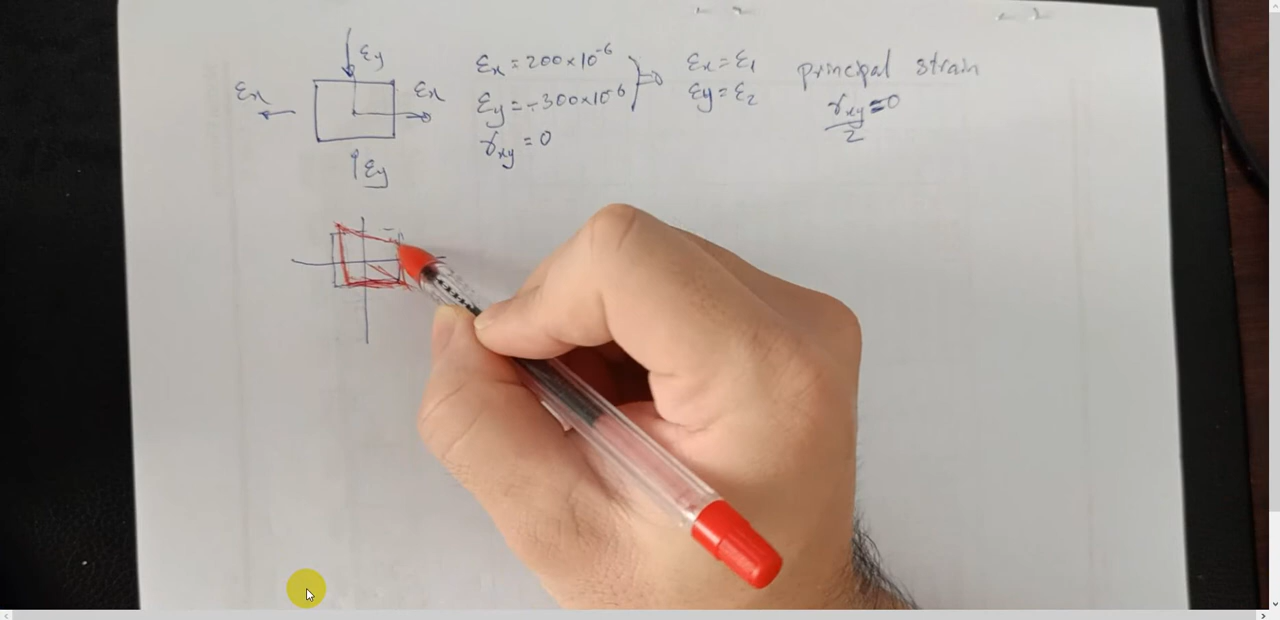 εy
εx
εx
εy
εx = 200×10⁻⁶
εy = -300×10⁻⁶
γxy = 0
εx = ε1
εy = ε2
principal strain
γxy/2 = 0